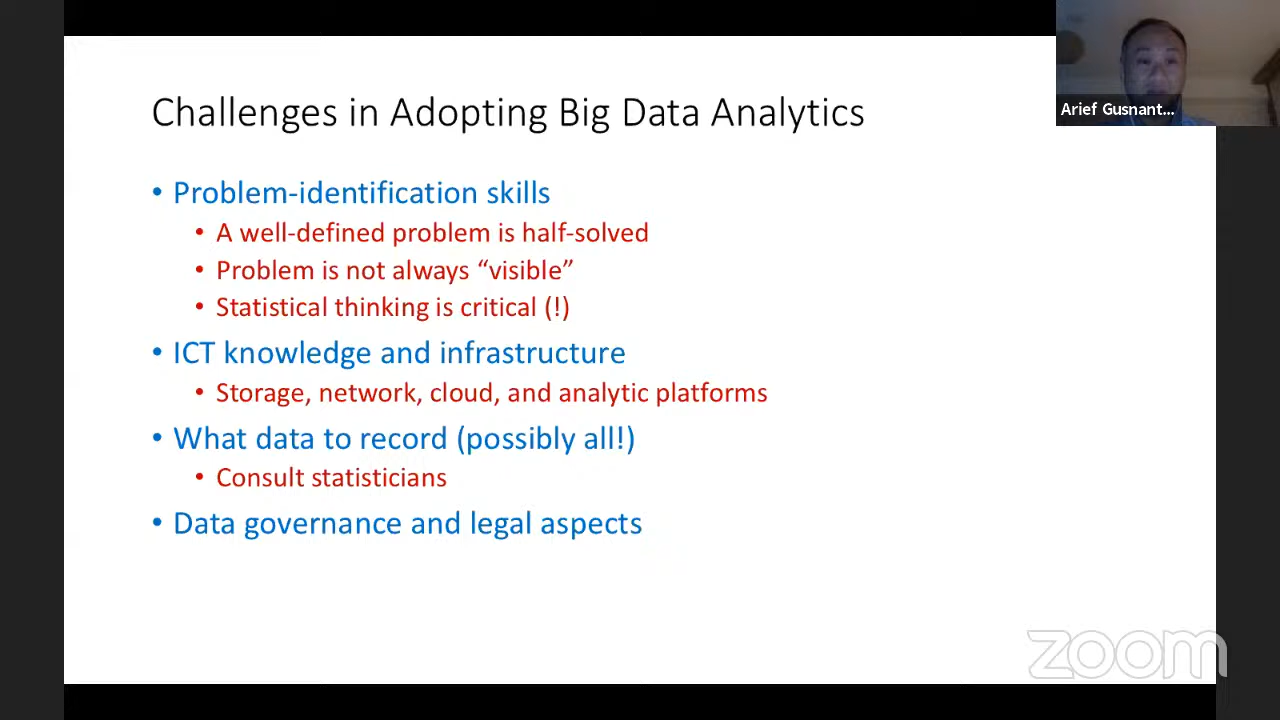 Challenges in Adopting Big Data Analytics
• Problem-identification skills
• A well-defined problem is half-solved
• Problem is not always “visible”
• Statistical thinking is critical (!)
• ICT knowledge and infrastructure
• Storage, network, cloud, and analytic platforms
• What data to record (possibly all!)
• Consult statisticians
• Data governance and legal aspects
Arief Gusnant...
zoom